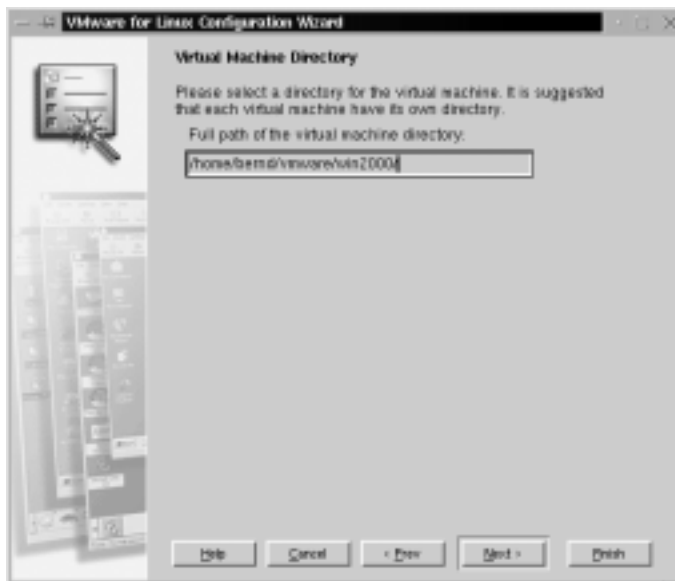 VMware for Linux Configuration Wizard
Virtual Machine Directory
Please select a directory for the virtual machine. It is suggested
that each virtual machine have its own directory.
Full path of the virtual machine directory:
/home/bernd/vmware/win2000/
Help
Cancel
< Prev
Next >
Finish